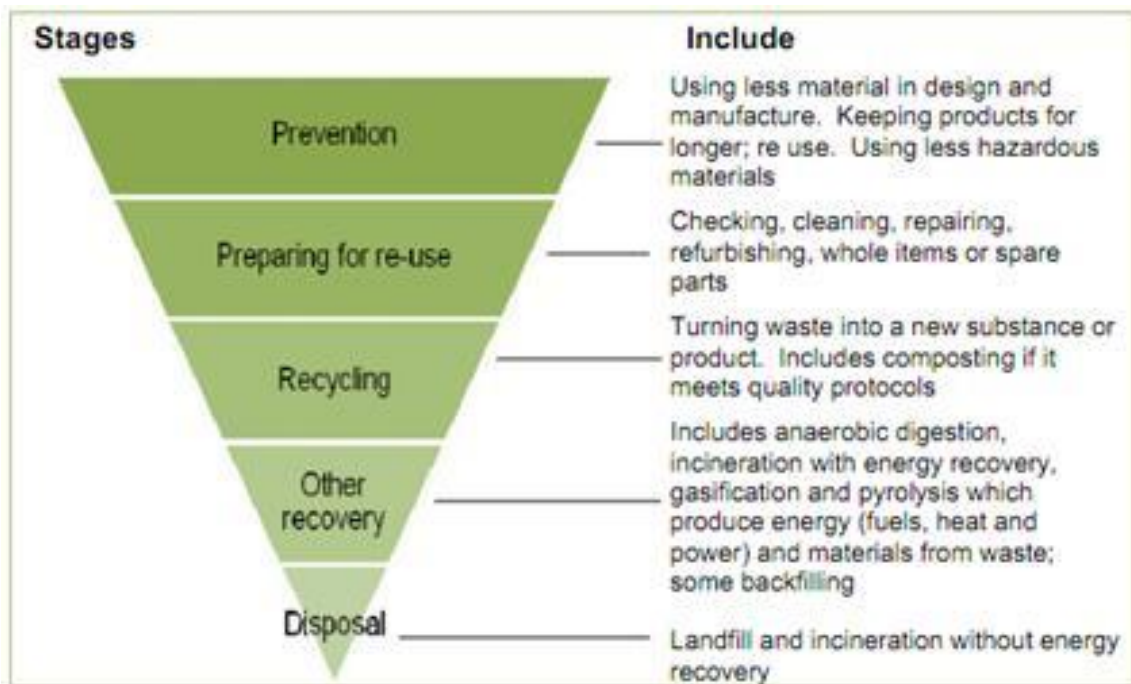 Stages
Include
Prevention
Using less material in design and
manufacture. Keeping products for
longer; re use. Using less hazardous
materials
Preparing for re-use
Checking, cleaning, repairing,
refurbishing, whole items or spare
parts
Recycling
Turning waste into a new substance or
product. Includes composting if it
meets quality protocols
Other
recovery
Includes anaerobic digestion,
incineration with energy recovery,
gasification and pyrolysis which
produce energy (fuels, heat and
power) and materials from waste;
some backfilling
Disposal
Landfill and incineration without energy
recovery